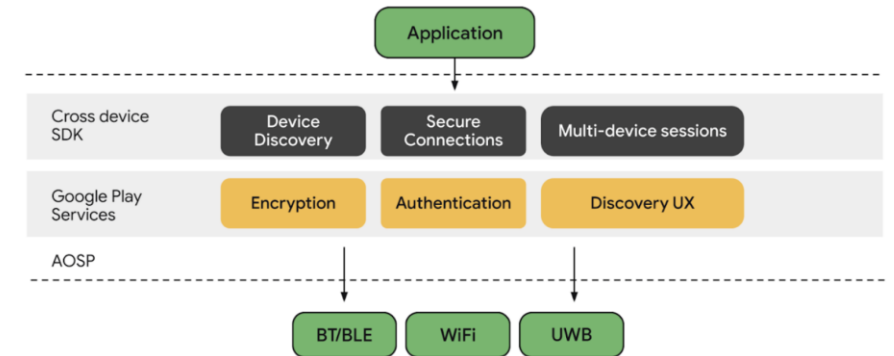 Application
Cross device
SDK
Device
Discovery
Secure
Connections
Multi-device sessions
Google Play
Services
Encryption
Authentication
Discovery UX
AOSP
BT/BLE
WiFi
UWB